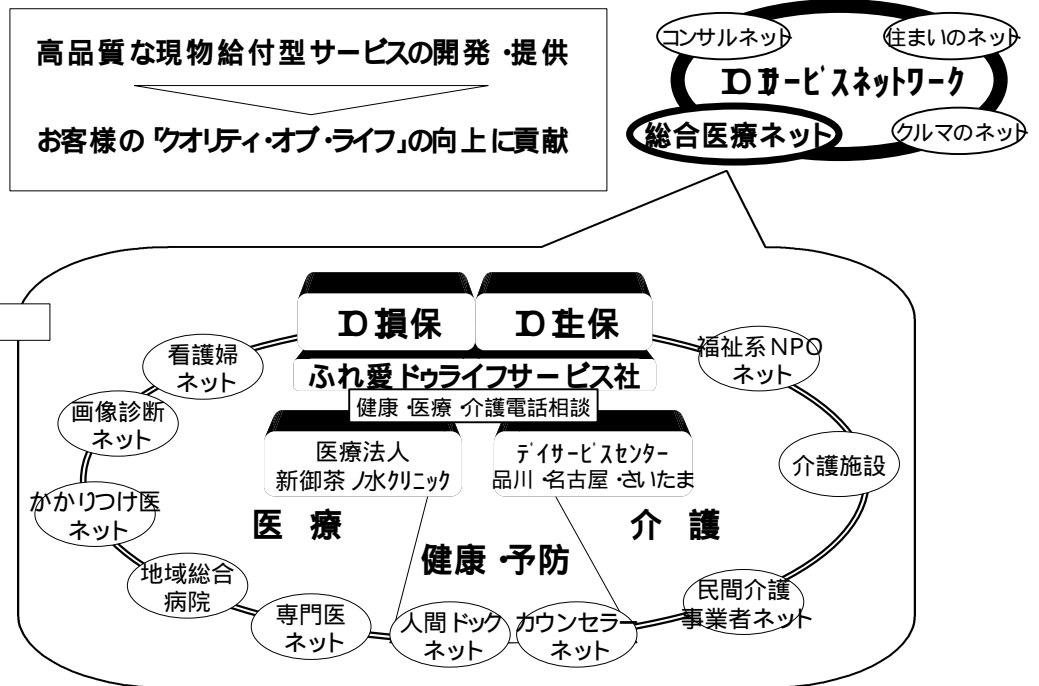 高品質な現物給付型サービスの開発・提供
お客様の「クオリティ・オブ・ライフ」の向上に貢献
コンサルネット
住まいのネット
IDサービスネットワーク
総合医療ネット
クルマのネット
ID損保
ID生保
ふれ愛ドゥライフサービス社
健康・医療・介護電話相談
医療法人
新御茶ノ水クリニック
デイサービスセンター
品川・名古屋・さいたま
看護婦
ネット
福祉系NPO
ネット
画像診断
ネット
介護施設
かかりつけ医
ネット
医 療
介 護
健康・予防
地域総合
病院
民間介護
事業者ネット
専門医
ネット
人間ドック
ネット
カウンセラー
ネット